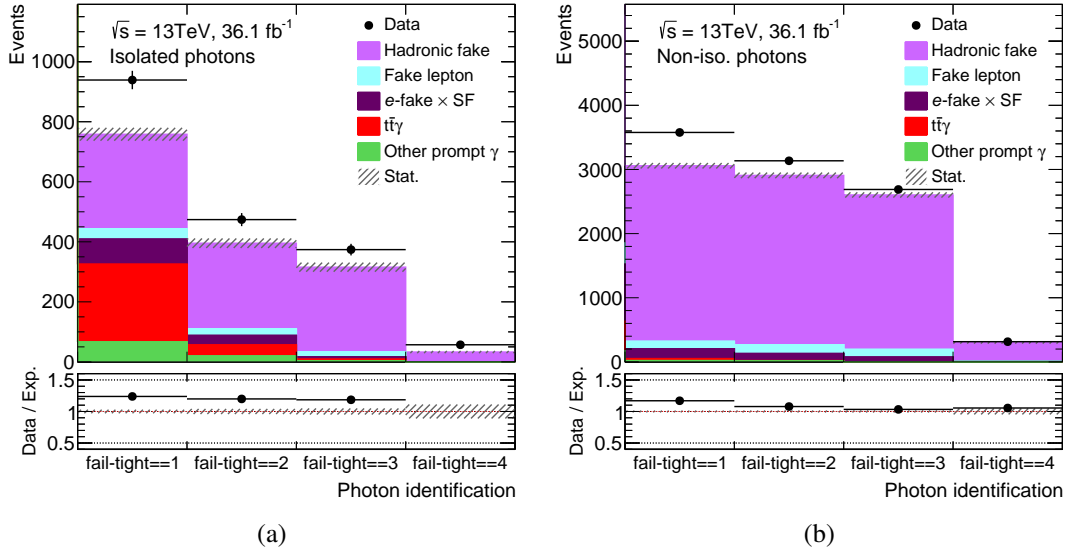 Events
1000
800
600
400
200
0
√s = 13TeV, 36.1 fb⁻¹
Isolated photons
Data
Hadronic fake
Fake lepton
e-fake × SF
tt̄γ
Other prompt γ
Stat.
Data / Exp.
1.5
1
0.5
fail-tight==1 fail-tight==2 fail-tight==3 fail-tight==4
Photon identification
(a)
Events
5000
4000
3000
2000
1000
0
√s = 13TeV, 36.1 fb⁻¹
Non-iso. photons
Data
Hadronic fake
Fake lepton
e-fake × SF
tt̄γ
Other prompt γ
Stat.
Data / Exp.
1.5
1
0.5
fail-tight==1 fail-tight==2 fail-tight==3 fail-tight==4
Photon identification
(b)